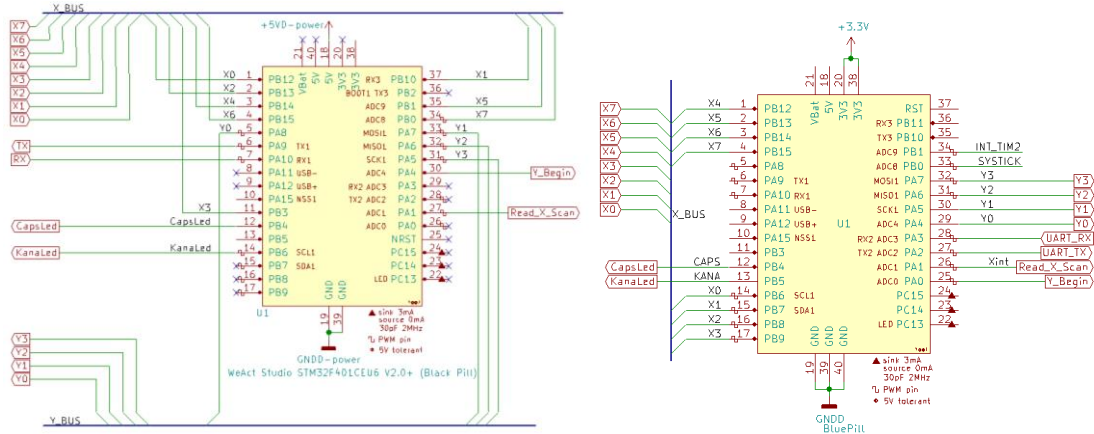 X_BUS
X7
X6
X5
X4
X3
X2
X1
X0
TX
RX
CapsLed
KanaLed
Y3
Y2
Y1
Y0
Y_BUS
+5VD-power
21 40 18 20 38
VBat 5V 5V 3V3 3V3
X0 1 PB12
X2 2 PB13
X4 3 PB14
X6 4 PB15
Y0 5 PA8
6 PA9 TX1
7 PA10 RX1
8 PA11 USB-
9 PA12 USB+
10 PA15 NSS1
X3 11 PB3
CapsLed 12 PB4
13 PB5
KanaLed 14 PB6 SCL1
15 PB7 SDA1
16 PB8
17 PB9
RX3 PB10 37 X1
BOOT1 TX3 PB2 36
ADC9 PB1 35 X5
ADC8 PB0 34 X7
MOSI1 PA7 33 Y1
MISO1 PA6 32 Y2
SCK1 PA5 31 Y3
ADC4 PA4 30 Y_Begin
RX2 ADC3 PA3 29
TX2 ADC2 PA2 28
ADC1 PA1 27 Read_X_Scan
ADC0 PA0 26
NRST 25
PC15 24
PC14 23
LED PC13 22
GND GND
19 39
U1
sink 3mA
source 0mA
30pF 2MHz
PWM pin
5V tolerant
GNDD-power
WeAct Studio STM32F401CEU6 V2.0+ (Black Pill)
+3.3V
21 18 20 38
VBat 5V 3V3 3V3
X7
X6
X5
X4
X3
X2
X1
X0
X_BUS
CapsLed
KanaLed
X4 1 PB12
X5 2 PB13
X6 3 PB14
X7 4 PB15
5 PA8
6 PA9 TX1
7 PA10 RX1
8 PA11 USB-
9 PA12 USB+
10 PA15 NSS1
11 PB3
CAPS 12 PB4
KANA 13 PB5
X0 14 PB6 SCL1
X1 15 PB7 SDA1
X2 16 PB8
X3 17 PB9
U1
RST 37
RX3 PB11 36
TX3 PB10 35
ADC9 PB1 34 INT_TIM2
ADC8 PB0 33 SYSTICK
MOSI1 PA7 32 Y3 Y3
MISO1 PA6 31 Y2 Y2
SCK1 PA5 30 Y1 Y1
ADC4 PA4 29 Y0 Y0
RX2 ADC3 PA3 28 UART_RX
TX2 ADC2 PA2 27 UART_TX
ADC1 PA1 26 Xint Read_X_Scan
ADC0 PA0 25 Y_Begin
PC15 24
PC14 23
LED PC13 22
GND GND GND
19 39 40
sink 3mA
source 0mA
30pF 2MHz
PWM pin
5V tolerant
GNDD
BluePill